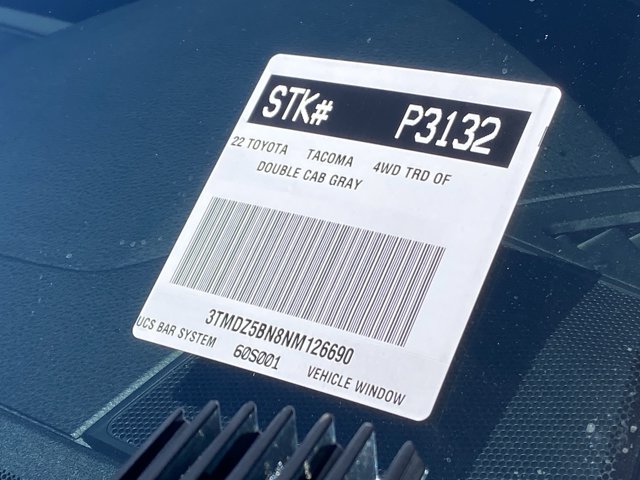 STK# P3132
22 TOYOTA TACOMA 4WD TRD OF
DOUBLE CAB GRAY
3TMDZ5BN8NM126690
UCS BAR SYSTEM 60S001 VEHICLE WINDOW